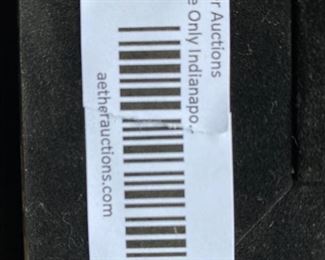 r Auctions
e Only Indianapo..
aetherauctions.com